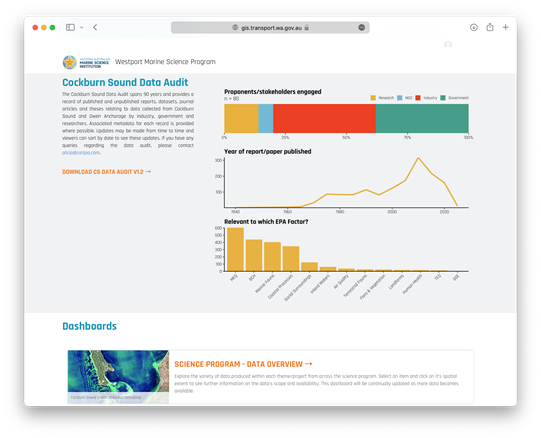 gis.transport.wa.gov.au
WESTERN AUSTRALIAN
MARINE SCIENCE
INSTITUTION
Westport Marine Science Program
Cockburn Sound Data Audit
The Cockburn Sound Data Audit spans 90 years and provides a
record of published and unpublished reports, datasets, journal
articles and theses relating to data collected from Cockburn
Sound and Owen Anchorage by industry, government and
researchers. Associated metadata for each record is provided
where possible. Updates may be made from time to time and
viewers can sort by date to see these updates. If you have any
queries regarding the data audit, please contact
DOWNLOAD CS DATA AUDIT V1.2 →
Proponents/stakeholders engaged
(n = 80)
Research
NGO
Industry
Government
0%
25%
50%
75%
100%
Year of report/paper published
300
200
100
1940
1960
1980
2000
2020
Relevant to which EPA Factor?
600
500
400
300
200
100
0
MEQ
BCH
Marine Fauna
Coastal Processes
Social Surroundings
Inland Waters
Air Quality
Terrestrial Fauna
Flora & Vegetation
Landforms
Human Health
TEQ
Dashboards
SCIENCE PROGRAM - DATA OVERVIEW →
Explore the variety of data produced within each theme/project from across the science program. Select an item and click on it's spatial
extent to see further information on the data's scope and availability. This dashboard will be continually updated as more data becomes
available.